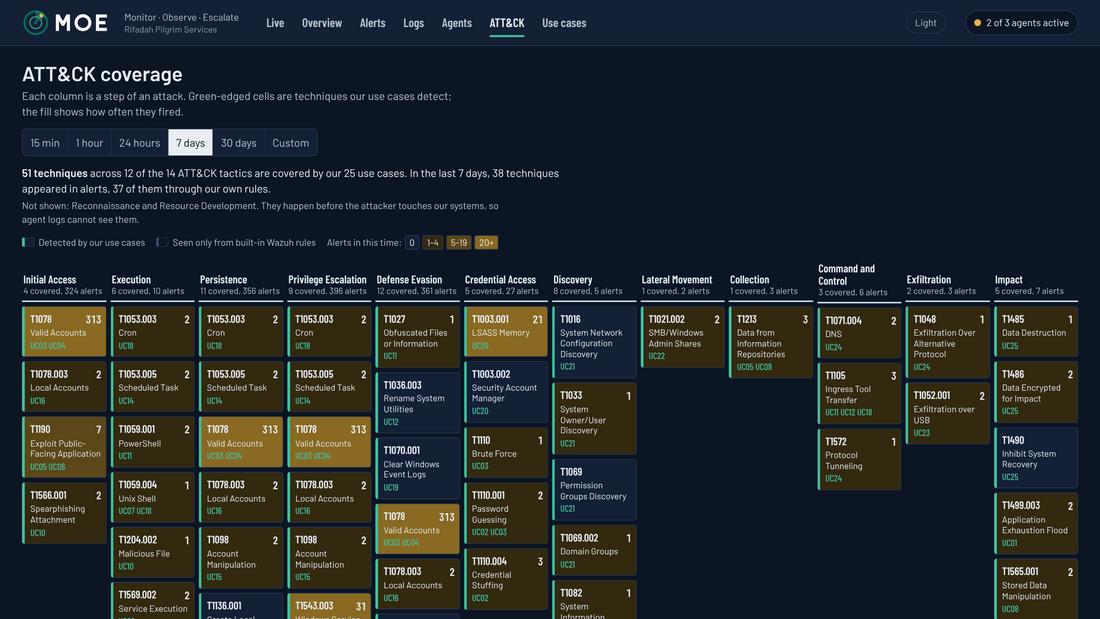 MOE
Monitor · Observe · Escalate
Rifadah Pilgrim Services
Live
Overview
Alerts
Logs
Agents
ATT&CK
Use cases
Light
2 of 3 agents active
ATT&CK coverage
Each column is a step of an attack. Green-edged cells are techniques our use cases detect;
the fill shows how often they fired.
15 min
1 hour
24 hours
7 days
30 days
Custom
51 techniques across 12 of the 14 ATT&CK tactics are covered by our 25 use cases. In the last 7 days, 38 techniques
appeared in alerts, 37 of them through our own rules.
Not shown: Reconnaissance and Resource Development. They happen before the attacker touches our systems, so
agent logs cannot see them.
Detected by our use cases
Seen only from built-in Wazuh rules
Alerts in this time:
0
1-4
5-19
20+
Initial Access
4 covered, 324 alerts
T1078 313
Valid Accounts
UC03 UC04
T1078.003 2
Local Accounts
UC16
T1190 7
Exploit Public-
Facing Application
UC05 UC06
T1566.001 2
Spearphishing
Attachment
UC10
Execution
6 covered, 10 alerts
T1053.003 2
Cron
UC18
T1053.005 2
Scheduled Task
UC14
T1059.001 2
PowerShell
UC11
T1059.004 1
Unix Shell
UC07 UC18
T1204.002 1
Malicious File
UC10
T1569.002 2
Service Execution
Persistence
11 covered, 356 alerts
T1053.003 2
Cron
UC18
T1053.005 2
Scheduled Task
UC14
T1078 313
Valid Accounts
UC03 UC04
T1078.003 2
Local Accounts
UC16
T1098 2
Account
Manipulation
UC15
T1136.001
Privilege Escalation
9 covered, 396 alerts
T1053.003 2
Cron
UC18
T1053.005 2
Scheduled Task
UC14
T1078 313
Valid Accounts
UC03 UC04
T1078.003 2
Local Accounts
UC16
T1098 2
Account
Manipulation
UC15
T1543.003 31
Windows Service
Defense Evasion
12 covered, 361 alerts
T1027 1
Obfuscated Files
or Information
UC11
T1036.003
Rename System
Utilities
UC12
T1070.001
Clear Windows
Event Logs
UC19
T1078 313
Valid Accounts
UC03 UC04
T1078.003 2
Local Accounts
UC16
Credential Access
5 covered, 27 alerts
T1003.001 21
LSASS Memory
UC20
T1003.002
Security Account
Manager
UC20
T1110 1
Brute Force
UC03
T1110.001 2
Password
Guessing
UC02 UC03
T1110.004 3
Credential
Stuffing
UC02
Discovery
8 covered, 5 alerts
T1016
System Network
Configuration
Discovery
UC21
T1033 1
System
Owner/User
Discovery
UC21
T1069
Permission
Groups Discovery
UC21
T1069.002 1
Domain Groups
UC21
T1082 1
System
Information
Lateral Movement
1 covered, 2 alerts
T1021.002 2
SMB/Windows
Admin Shares
UC22
Collection
1 covered, 3 alerts
T1213 3
Data from
Information
Repositories
UC05 UC09
Command and
Control
3 covered, 6 alerts
T1071.004 2
DNS
UC24
T1105 3
Ingress Tool
Transfer
UC11 UC12 UC18
T1572 1
Protocol
Tunneling
UC24
Exfiltration
2 covered, 3 alerts
T1048 1
Exfiltration Over
Alternative
Protocol
UC24
T1052.001 2
Exfiltration over
USB
UC23
Impact
5 covered, 7 alerts
T1485 1
Data Destruction
UC25
T1486 2
Data Encrypted
for Impact
UC25
T1490
Inhibit System
Recovery
UC25
T1499.003 2
Application
Exhaustion Flood
UC01
T1565.001 2
Stored Data
Manipulation
UC08